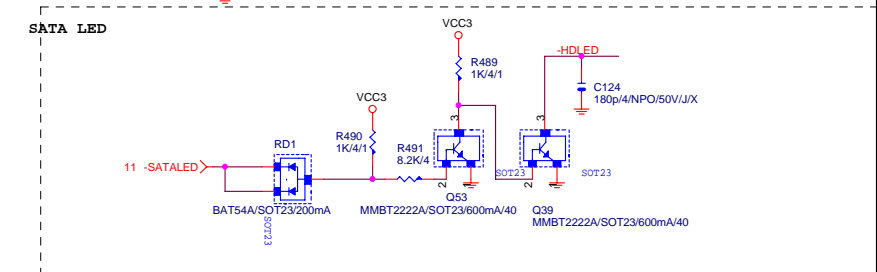 SATA LED
VCC3
R489
1K/4/1
-HDLED
C124
180p/4/NPO/50V/J/X
VCC3
R490
1K/4/1
R491
8.2K/4
3
3
RD1
11 -SATALED
SOT23
SOT23
2
1
2
1
BAT54A/SOT23/200mA
SOT23
Q53
MMBT2222A/SOT23/600mA/40
Q39
MMBT2222A/SOT23/600mA/40